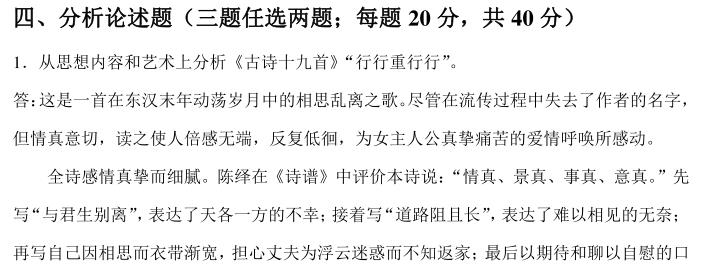 四、分析论述题（三题任选两题；每题 20 分，共 40 分）
1．从思想内容和艺术上分析《古诗十九首》“行行重行行”。
答：这是一首在东汉末年动荡岁月中的相思乱离之歌。尽管在流传过程中失去了作者的名字，
但情真意切，读之使人倍感无端，反复低徊，为女主人公真挚痛苦的爱情呼唤所感动。
全诗感情真挚而细腻。陈绎在《诗谱》中评价本诗说：“情真、景真、事真、意真。”先
写“与君生别离”，表达了天各一方的不幸；接着写“道路阻且长”，表达了难以相见的无奈；
再写自己因相思而衣带渐宽，担心丈夫为浮云迷惑而不知返家；最后以期待和聊以自慰的口